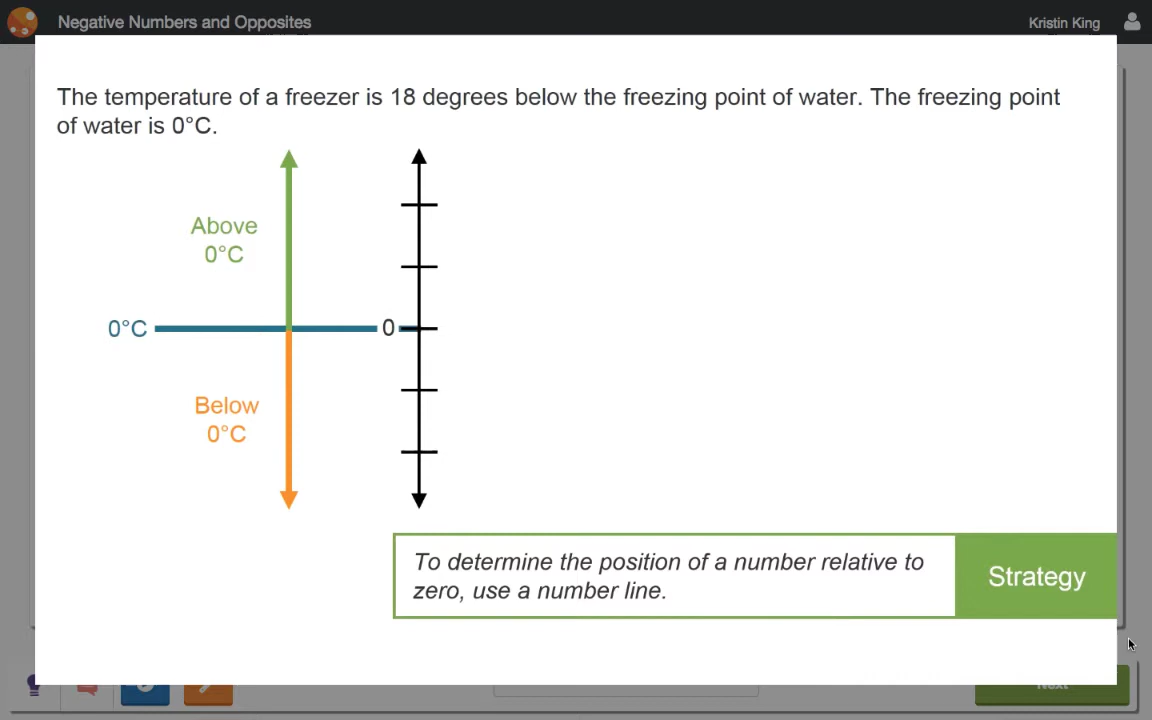 Negative Numbers and Opposites
Kristin King
The temperature of a freezer is 18 degrees below the freezing point of water. The freezing point
of water is 0°C.
Above
0°C
0°C
0
Below
0°C
To determine the position of a number relative to
zero, use a number line.
Strategy
Next